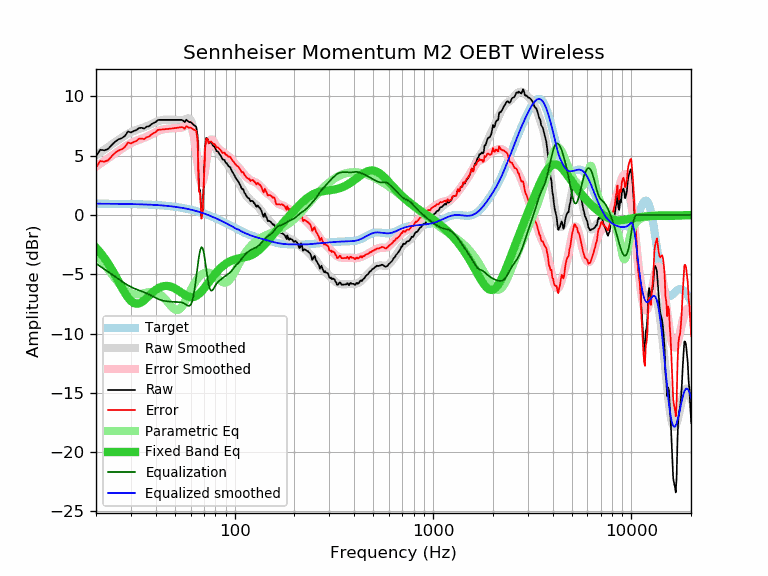 Sennheiser Momentum M2 OEBT Wireless
Amplitude (dBr)
10
5
0
−5
−10
−15
−20
−25
Target
Raw Smoothed
Error Smoothed
Raw
Error
Parametric Eq
Fixed Band Eq
Equalization
Equalized smoothed
100
1000
10000
Frequency (Hz)